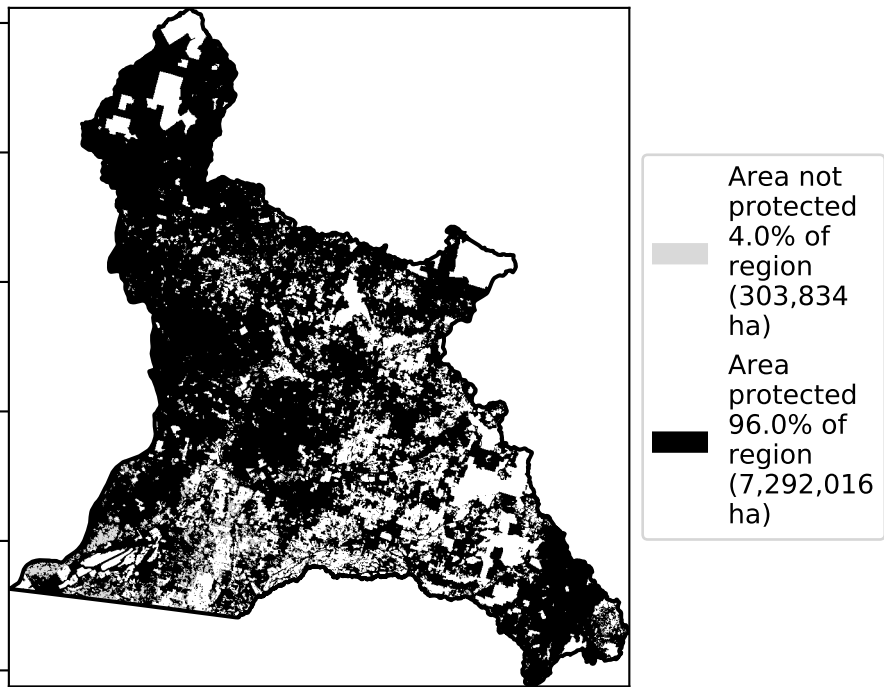 Area not
protected
4.0% of
region
(303,834
ha)
Area
protected
96.0% of
region
(7,292,016
ha)